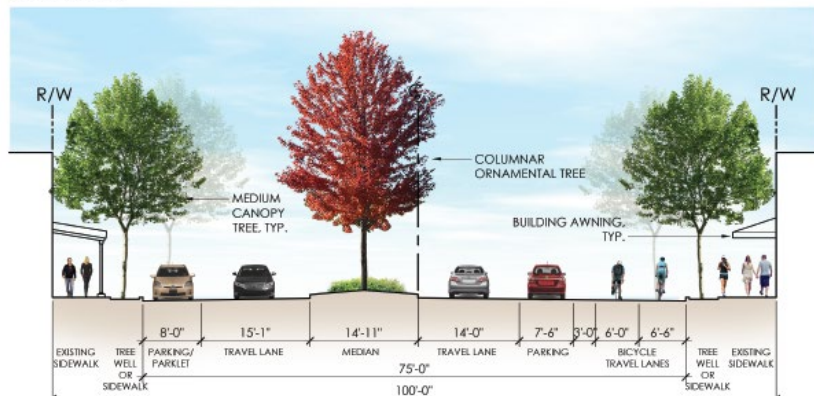 R/W
R/W
COLUMNAR
ORNAMENTAL TREE
MEDIUM
CANOPY
TREE, TYP.
BUILDING AWNING,
TYP.
8'-0"
15'-1"
14'-11"
14'-0"
7'-6"
3'-0"
6'-0"
6'-6"
EXISTING
SIDEWALK
TREE
WELL
OR
SIDEWALK
PARKING/
PARKLET
TRAVEL LANE
MEDIAN
TRAVEL LANE
PARKING
BICYCLE
TRAVEL LANES
TREE
WELL
OR
SIDEWALK
EXISTING
SIDEWALK
75'-0"
100'-0"